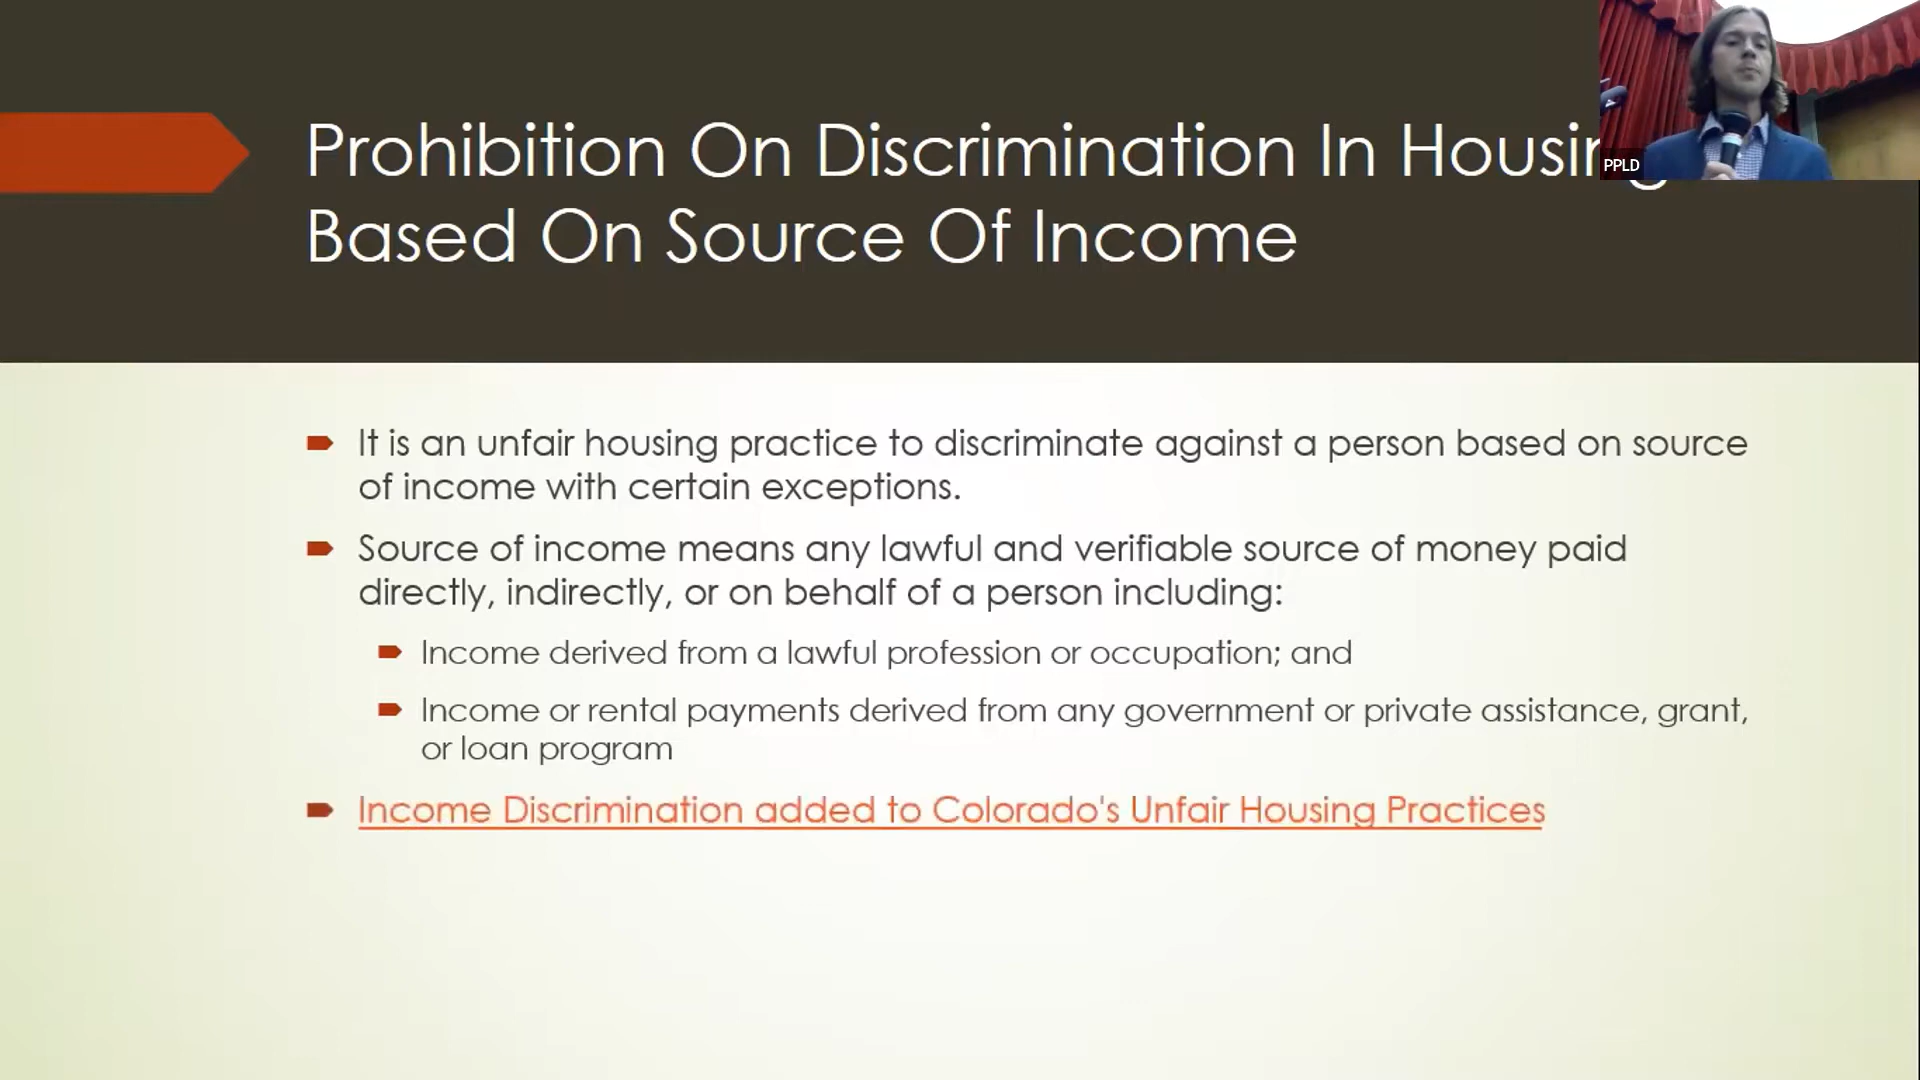 Prohibition On Discrimination In Housing
Based On Source Of Income
PPLD
It is an unfair housing practice to discriminate against a person based on source
of income with certain exceptions.
Source of income means any lawful and verifiable source of money paid
directly, indirectly, or on behalf of a person including:
Income derived from a lawful profession or occupation; and
Income or rental payments derived from any government or private assistance, grant,
or loan program
Income Discrimination added to Colorado's Unfair Housing Practices